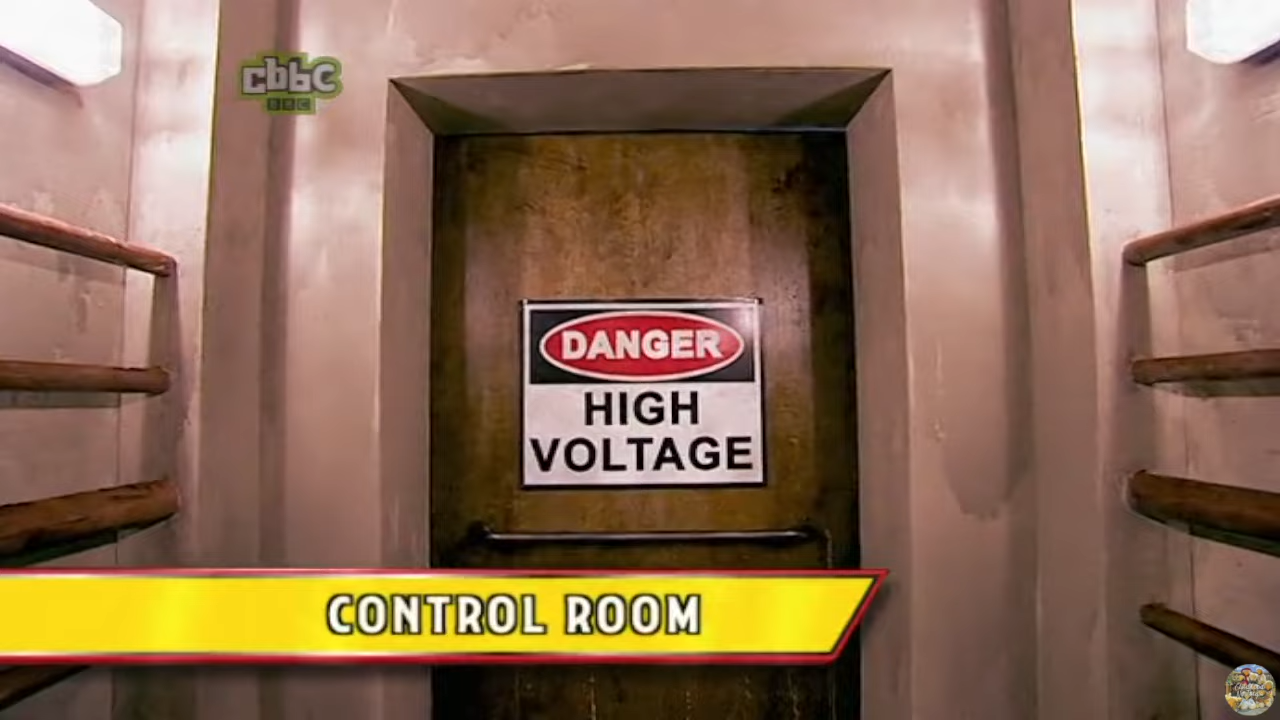 cbbc
BBC
DANGER
HIGH
VOLTAGE
CONTROL ROOM